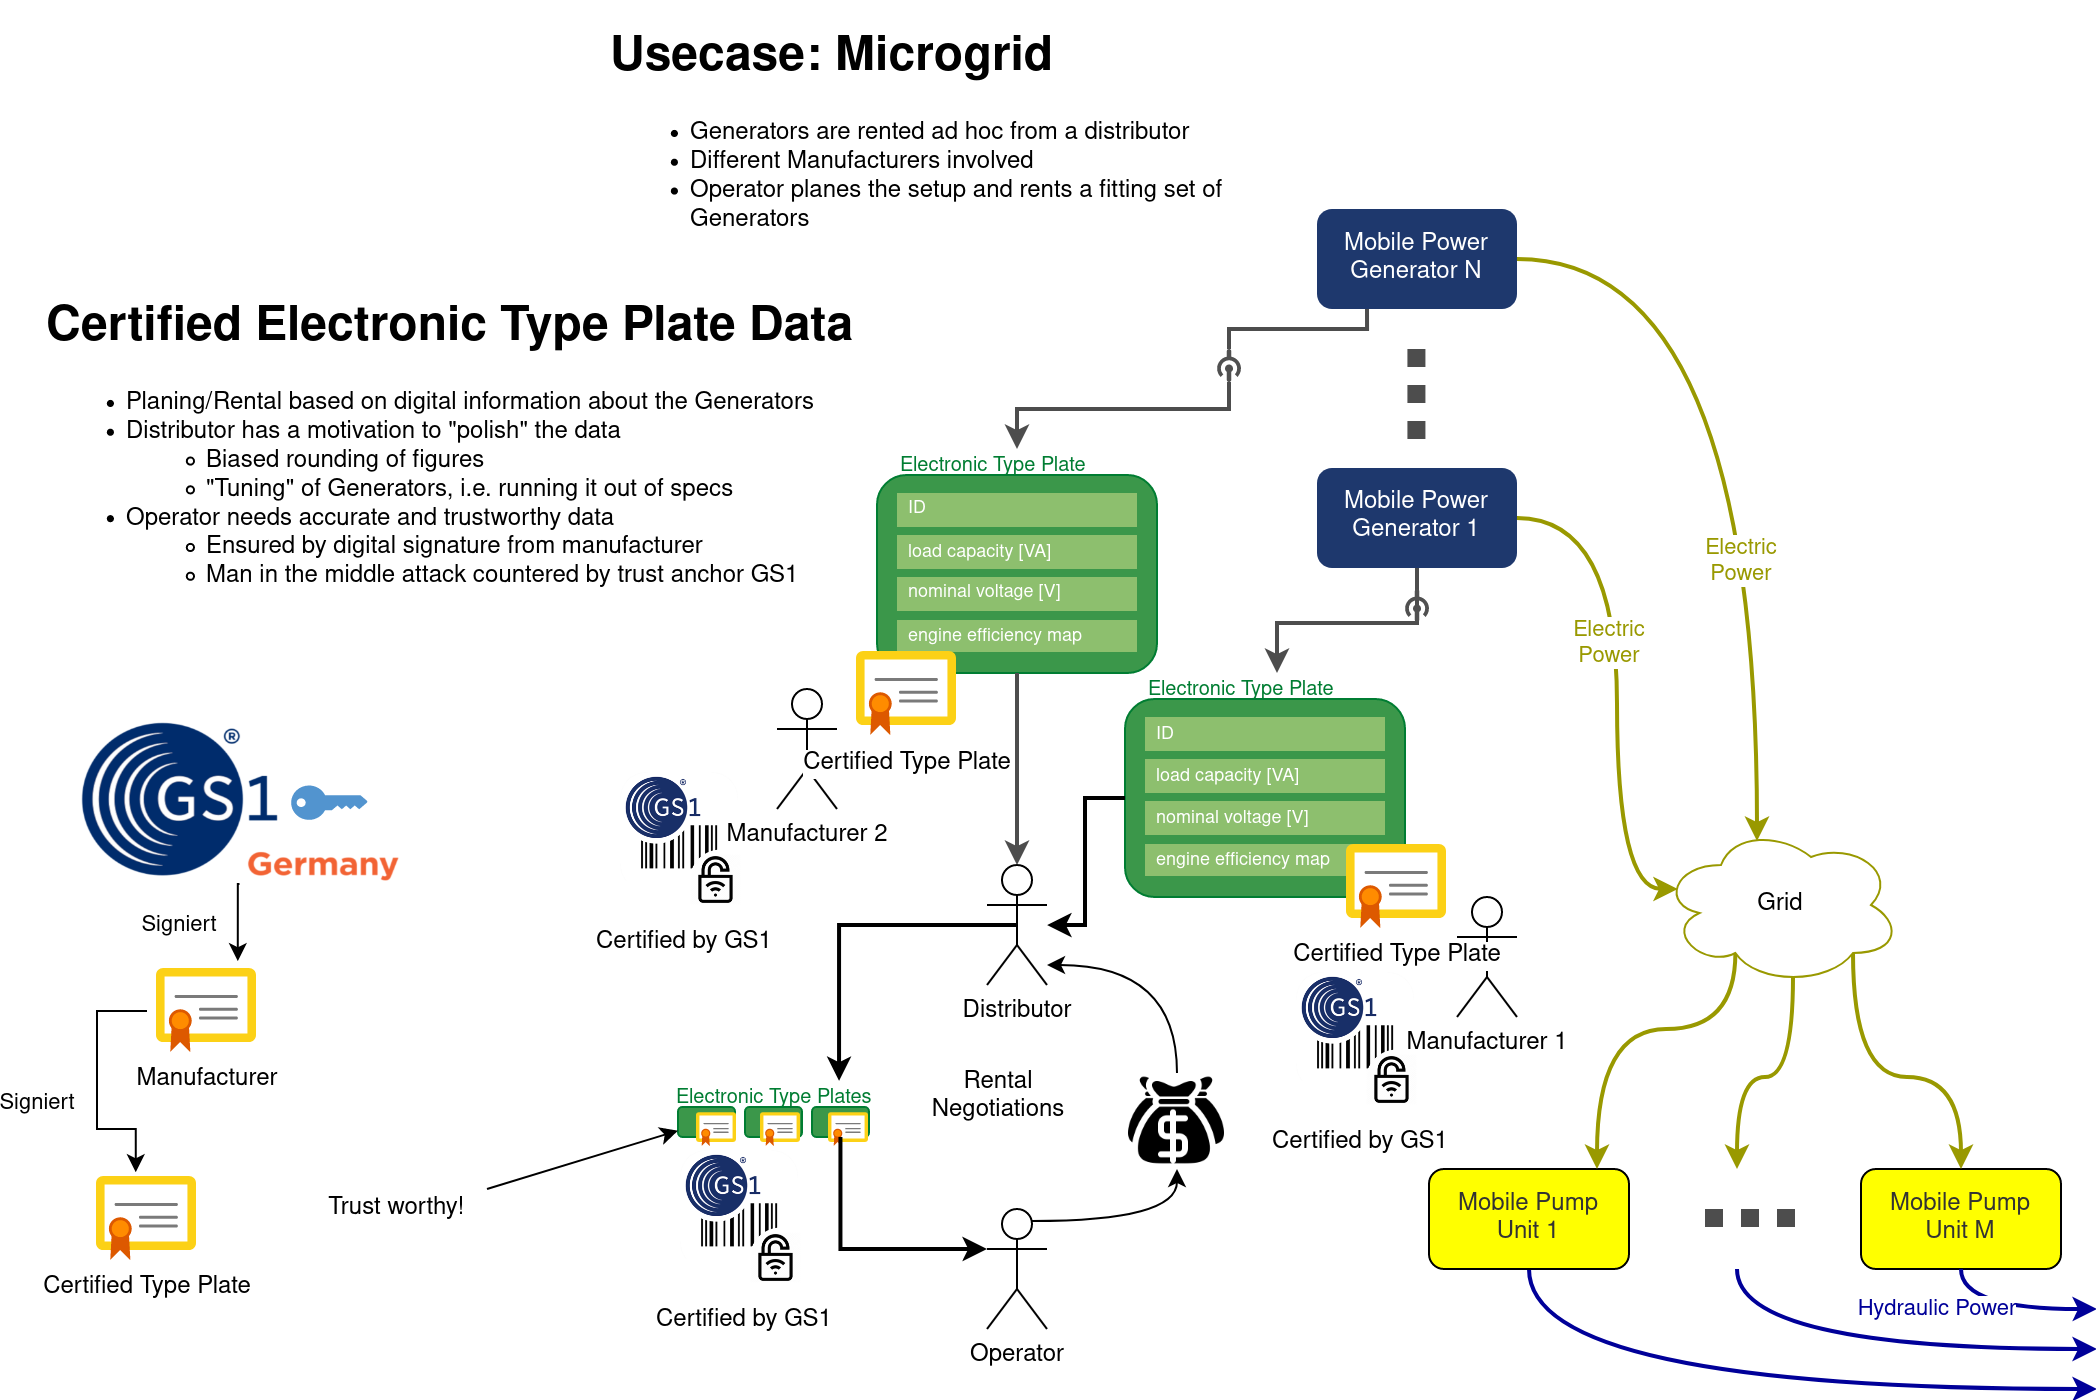 Usecase: Microgrid
Generators are rented ad hoc from a distributor
Different Manufacturers involved
Operator planes the setup and rents a fitting set of
Generators
Mobile Power
Generator N
Certified Electronic Type Plate Data
Planing/Rental based on digital information about the Generators
Distributor has a motivation to "polish" the data
Biased rounding of figures
"Tuning" of Generators, i.e. running it out of specs
Operator needs accurate and trustworthy data
Ensured by digital signature from manufacturer
Man in the middle attack countered by trust anchor GS1
Electronic Type Plate
ID
load capacity [VA]
nominal voltage [V]
engine efficiency map
Mobile Power
Generator 1
Electric
Power
Electric
Power
Certified Type Plate
Manufacturer 2
GS1
Certified by GS1
Electronic Type Plate
ID
load capacity [VA]
nominal voltage [V]
engine efficiency map
Certified Type Plate
Manufacturer 1
GS1
Certified by GS1
Grid
GS1®
Germany
Signiert
Manufacturer
Signiert
Certified Type Plate
Distributor
Rental
Negotiations
$
Electronic Type Plates
GS1
Trust worthy!
Certified by GS1
Operator
Mobile Pump
Unit 1
Mobile Pump
Unit M
Hydraulic Power